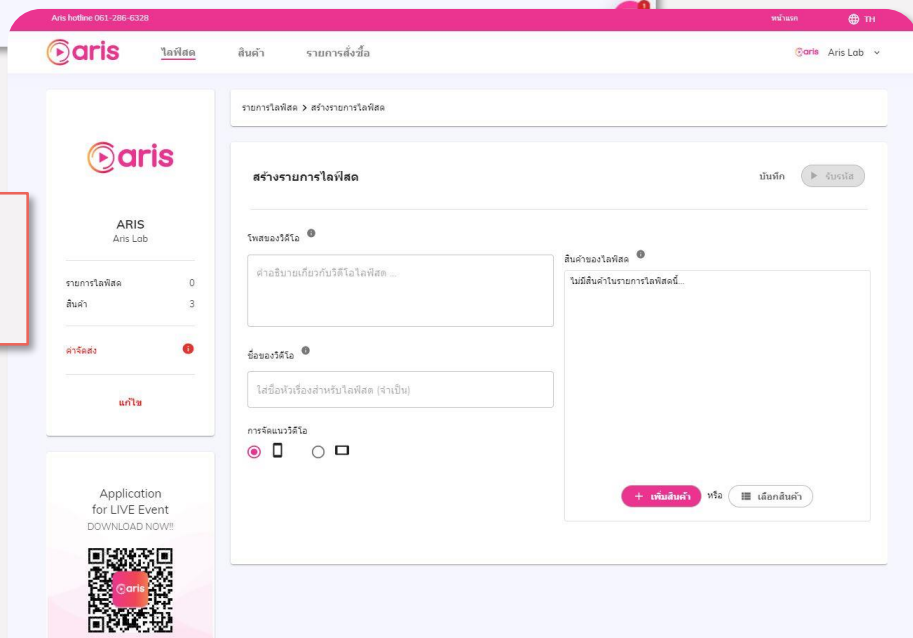 Aris hotline 061-286-6328
หน้าแรก
TH
aris
ไลฟ์สด
สินค้า
รายการสั่งซื้อ
aris
Aris Lab
รายการไลฟ์สด > สร้างรายการไลฟ์สด
aris
ARIS
Aris Lab
รายการไลฟ์สด 0
สินค้า 3
ค่าจัดส่ง
แก้ไข
Application
for LIVE Event
DOWNLOAD NOW!!
aris
สร้างรายการไลฟ์สด
บันทึก
รับรหัส
โพสของวิดีโอ
คำอธิบายเกี่ยวกับวิดีโอไลฟ์สด ...
ชื่อของวิดีโอ
ใส่ชื่อหัวเรื่องสำหรับไลฟ์สด (จำเป็น)
การจัดแนววิดีโอ
สินค้าของไลฟ์สด
ไม่มีสินค้าในรายการไลฟ์สดนี้...
+ เพิ่มสินค้า หรือ เลือกสินค้า